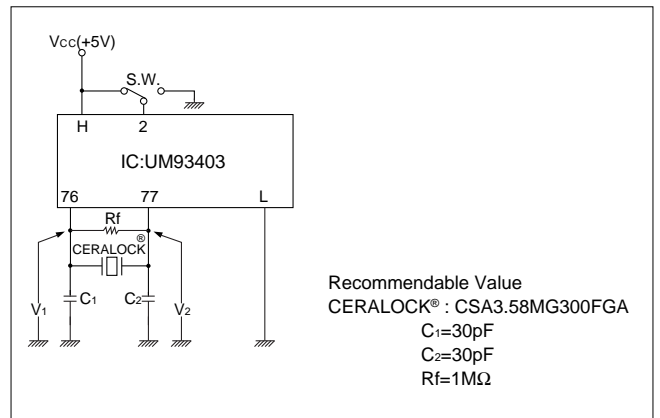 Vcc(+5V)
S.W.
H 2
IC:UM93403
76 77 L
Rf
CERALOCK®
V1 C1 C2 V2
Recommendable Value
CERALOCK® : CSA3.58MG300FGA
C1=30pF
C2=30pF
Rf=1MΩ